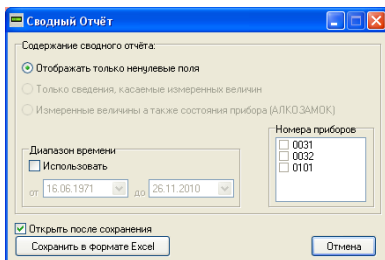 Сводный Отчёт
Содержание сводного отчёта:
Отображать только ненулевые поля
Только сведения, касаемые измеренных величин
Измеренные величины а также состояния прибора (АЛКОЗАМОК)
Номера приборов
0031
0032
0101
Диапазон времени
Использовать
от 16.06.1971 до 26.11.2010
Открыть после сохранения
Сохранить в формате Excel
Отмена